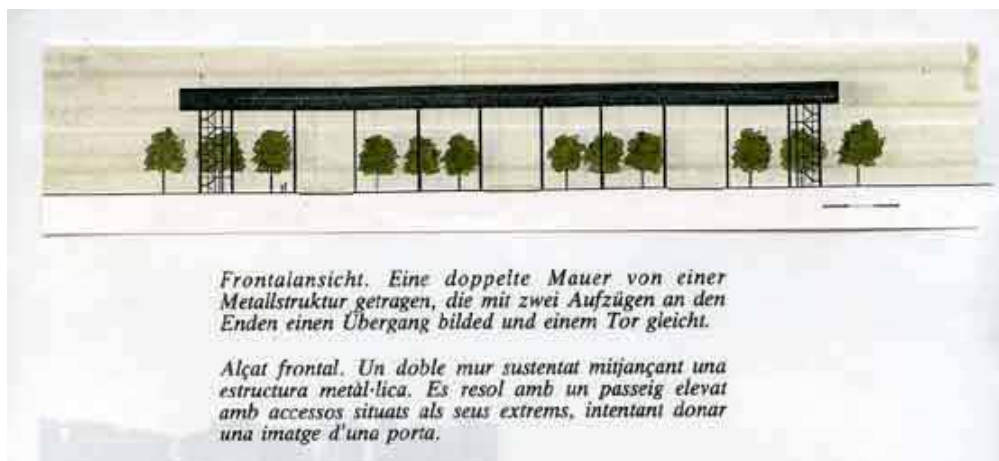 Frontalansicht. Eine doppelte Mauer von einer
Metallstruktur getragen, die mit zwei Aufzügen an den
Enden einen Übergang bilded und einem Tor gleicht.
Alçat frontal. Un doble mur sustentat mitjançant una
estructura metàl·lica. Es resol amb un passeig elevat
amb accessos situats als seus extrems, intentant donar
una imatge d'una porta.